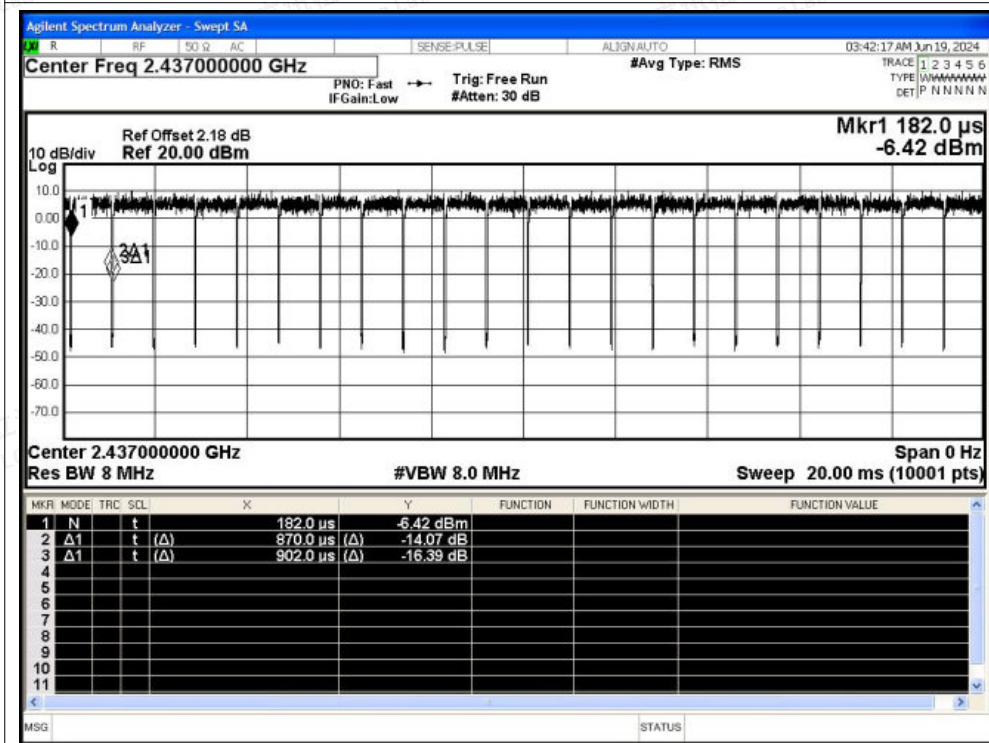 Agilent Spectrum Analyzer - Swept SA
LXI R RF 50 Ω AC SENSE:PULSE ALIGN AUTO 03:42:17 AM Jun 19, 2024
Center Freq 2.437000000 GHz #Avg Type: RMS TRACE 1 2 3 4 5 6
PNO: Fast Trig: Free Run TYPE WWWWWW
IFGain:Low #Atten: 30 dB DET P N N N N N
Mkr1 182.0 µs
Ref Offset 2.18 dB
10 dB/div Ref 20.00 dBm -6.42 dBm
Log
10.0
1
0.00
-10.0
3Δ1
-20.0
-30.0
-40.0
-50.0
-60.0
-70.0
Center 2.437000000 GHz Span 0 Hz
Res BW 8 MHz #VBW 8.0 MHz Sweep 20.00 ms (10001 pts)
MKR MODE TRC SCL X Y FUNCTION FUNCTION WIDTH FUNCTION VALUE
1 N t 182.0 µs -6.42 dBm
2 Δ1 t (Δ) 870.0 µs (Δ) -14.07 dB
3 Δ1 t (Δ) 902.0 µs (Δ) -16.39 dB
4
5
6
7
8
9
10
11
MSG STATUS